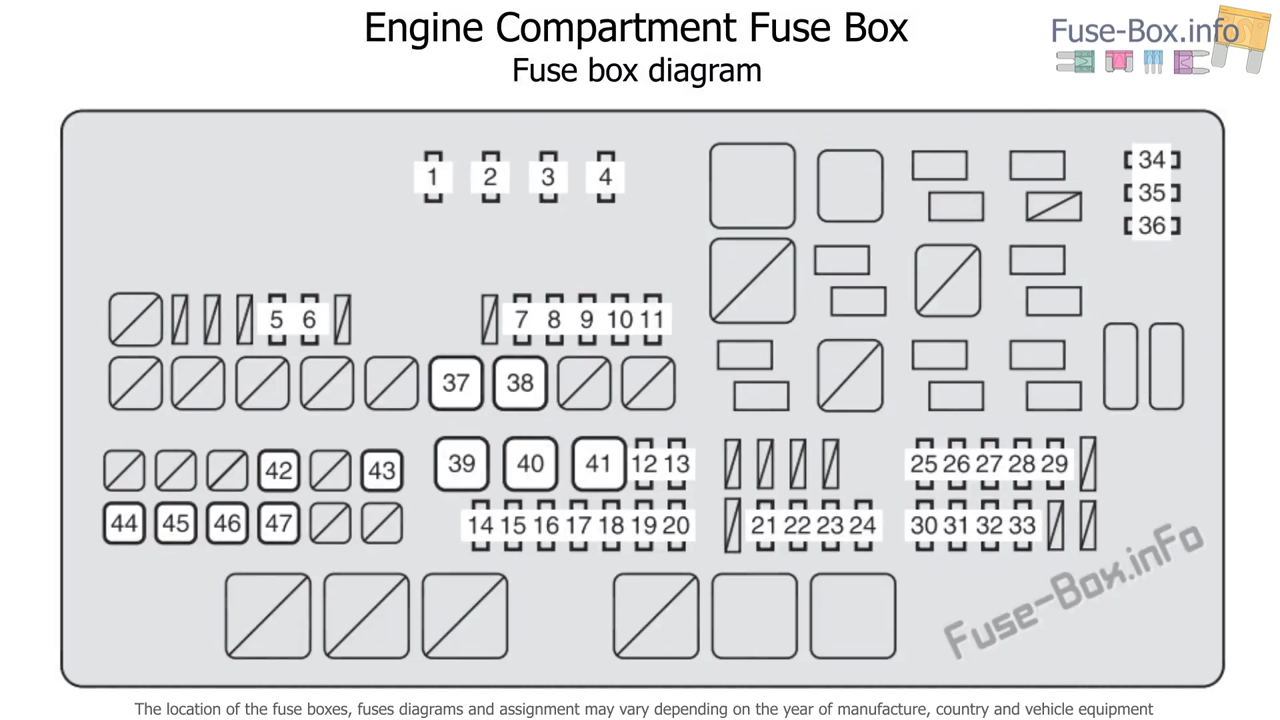 Engine Compartment Fuse Box
Fuse box diagram
Fuse-Box.info
1 2 3 4
34
35
36
5 6 7 8 9 10 11
37 38
39 40 41 12 13 25 26 27 28 29
42 43
44 45 46 47 14 15 16 17 18 19 20 21 22 23 24 30 31 32 33
Fuse-Box.inFo
The location of the fuse boxes, fuses diagrams and assignment may vary depending on the year of manufacture, country and vehicle equipment